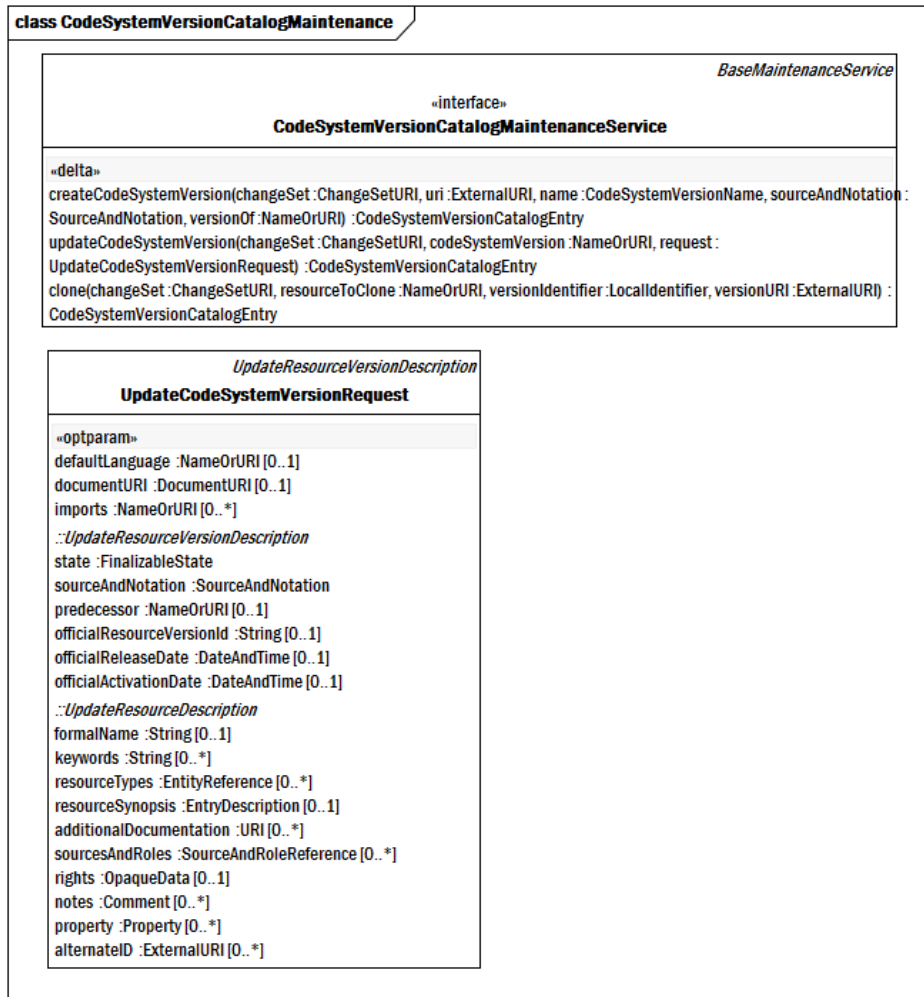 class CodeSystemVersionCatalogMaintenance
BaseMaintenanceService
«interface»
CodeSystemVersionCatalogMaintenanceService
«delta»
createCodeSystemVersion(changeSet :ChangeSetURI, uri :ExternalURI, name :CodeSystemVersionName, sourceAndNotation :
SourceAndNotation, versionOf :NameOrURI) :CodeSystemVersionCatalogEntry
updateCodeSystemVersion(changeSet :ChangeSetURI, codeSystemVersion :NameOrURI, request :
UpdateCodeSystemVersionRequest) :CodeSystemVersionCatalogEntry
clone(changeSet :ChangeSetURI, resourceToClone :NameOrURI, versionIdentifier :LocalIdentifier, versionURI :ExternalURI) :
CodeSystemVersionCatalogEntry
UpdateResourceVersionDescription
UpdateCodeSystemVersionRequest
«optparam»
defaultLanguage :NameOrURI [0..1]
documentURI :DocumentURI [0..1]
imports :NameOrURI [0..*]
::UpdateResourceVersionDescription
state :FinalizableState
sourceAndNotation :SourceAndNotation
predecessor :NameOrURI [0..1]
officialResourceVersionId :String [0..1]
officialReleaseDate :DateAndTime [0..1]
officialActivationDate :DateAndTime [0..1]
::UpdateResourceDescription
formalName :String [0..1]
keywords :String [0..*]
resourceTypes :EntityReference [0..*]
resourceSynopsis :EntryDescription [0..1]
additionalDocumentation :URI [0..*]
sourcesAndRoles :SourceAndRoleReference [0..*]
rights :OpaqueData [0..1]
notes :Comment [0..*]
property :Property [0..*]
alternateID :ExternalURI [0..*]